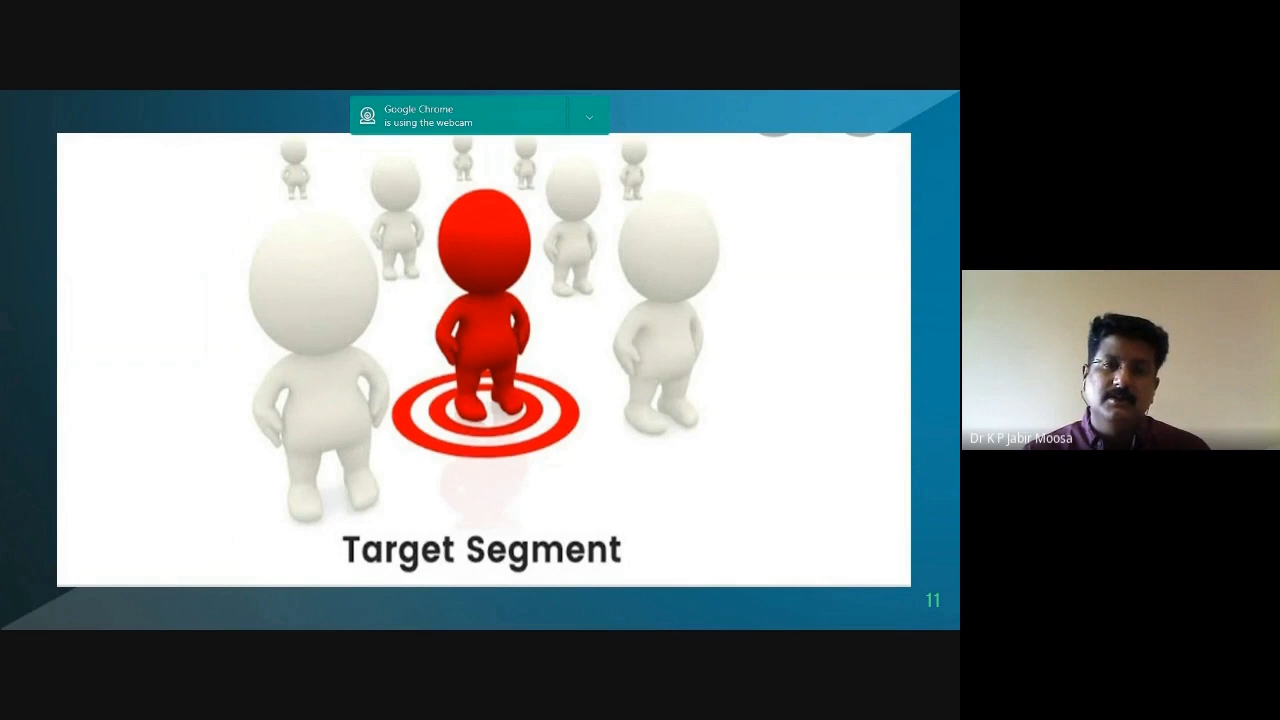 Google Chrome
is using the webcam
Target Segment
11
Dr K P Jabir Moosa